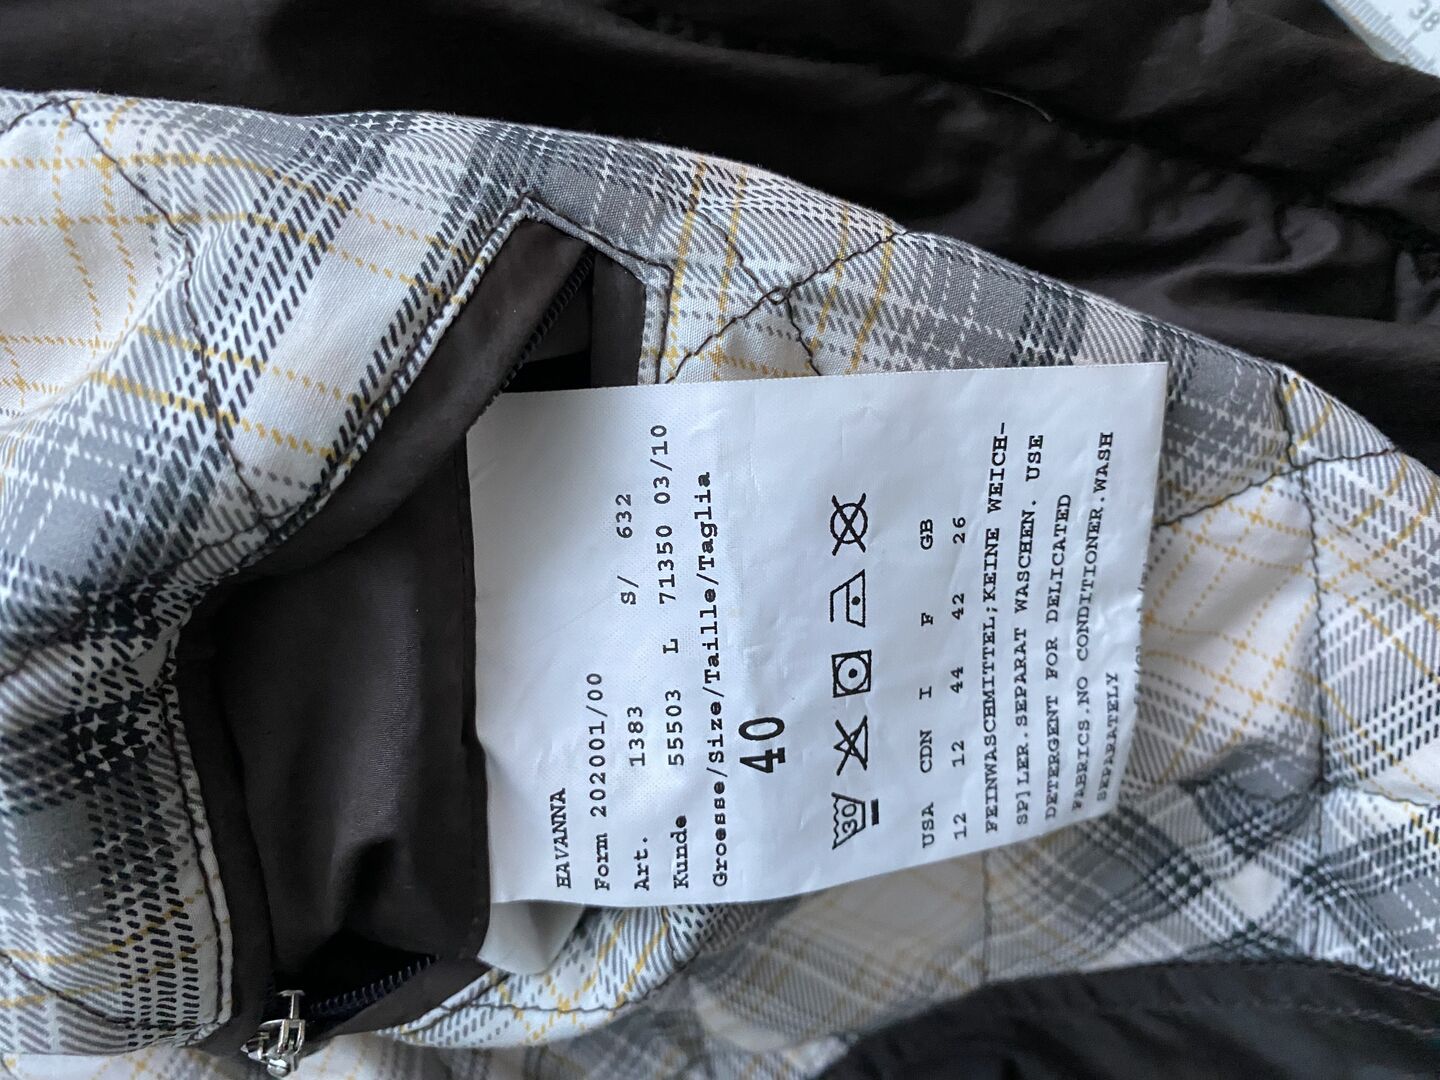 HAVANNA
Form 202001/00
Art. 1383 S/ 632
Kunde 55503 L 71350 03/10
Groesse/Size/Taille/Taglia
40
30
USA CDN I F GB
12 12 44 42 26
FEINWASCHMITTEL;KEINE WEICH-
SP]LER.SEPARAT WASCHEN. USE
DETERGENT FOR DELICATED
FABRICS.NO CONDITIONER.WASH
SEPARATELY
38